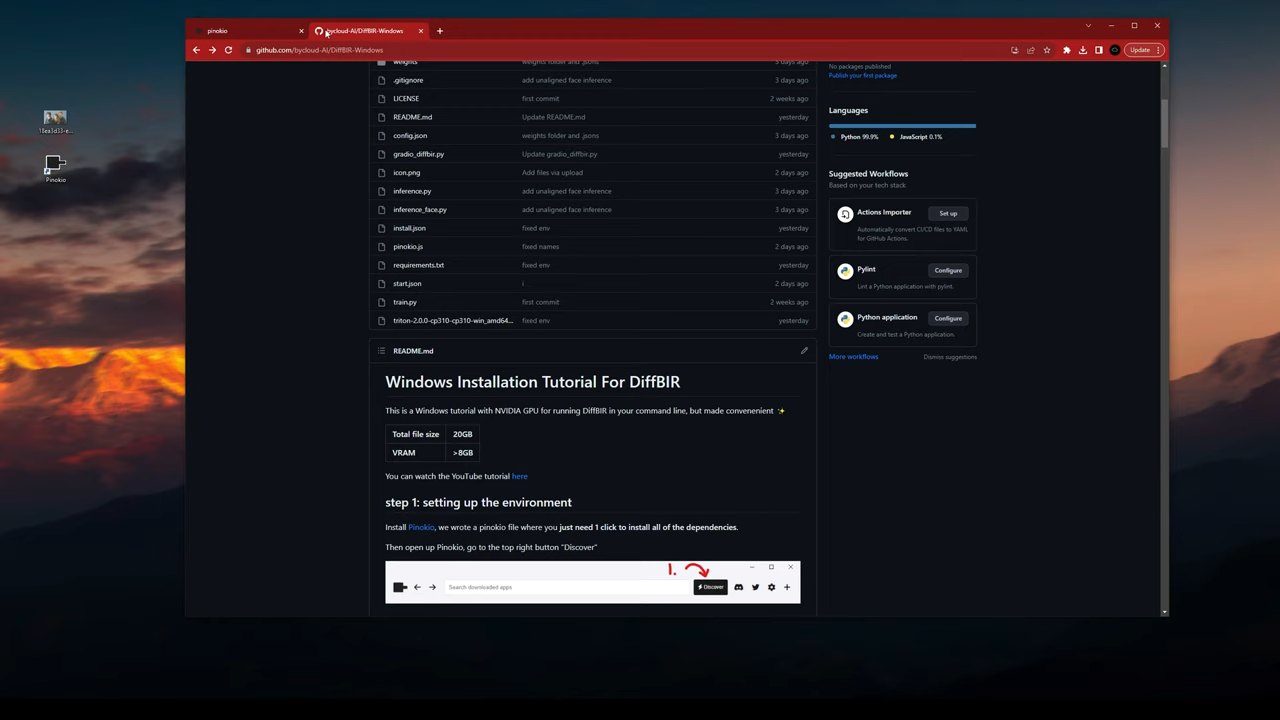 pinokio
bycloud-AI/DiffBIR-Windows
github.com/bycloud-AI/DiffBIR-Windows
Update
weights weights folder and .jsons 3 days ago
.gitignore add unaligned face inference 3 days ago
LICENSE first commit 2 weeks ago
README.md Update README.md yesterday
config.json weights folder and .jsons 3 days ago
gradio_diffbir.py Update gradio_diffbir.py yesterday
icon.png Add files via upload 2 days ago
inference.py add unaligned face inference 3 days ago
inference_face.py add unaligned face inference 3 days ago
install.json fixed env yesterday
pinokio.js fixed names 2 days ago
requirements.txt fixed env yesterday
start.json i 2 days ago
train.py first commit 2 weeks ago
triton-2.0.0-cp310-cp310-win_amd64... fixed env yesterday
README.md
Windows Installation Tutorial For DiffBIR
This is a Windows tutorial with NVIDIA GPU for running DiffBIR in your command line, but made convenenient ✨
Total file size 20GB
VRAM >8GB
You can watch the YouTube tutorial here
step 1: setting up the environment
Install Pinokio, we wrote a pinokio file where you just need 1 click to install all of the dependencies.
Then open up Pinokio, go to the top right button "Discover"
1.
Search downloaded apps
Discover
No packages published
Publish your first package
Languages
Python 99.9% JavaScript 0.1%
Suggested Workflows
Based on your tech stack
Actions Importer Set up
Automatically convert CI/CD files to YAML
for GitHub Actions.
Pylint Configure
Lint a Python application with pylint.
Python application Configure
Create and test a Python application.
More workflows Dismiss suggestions
Pinokio